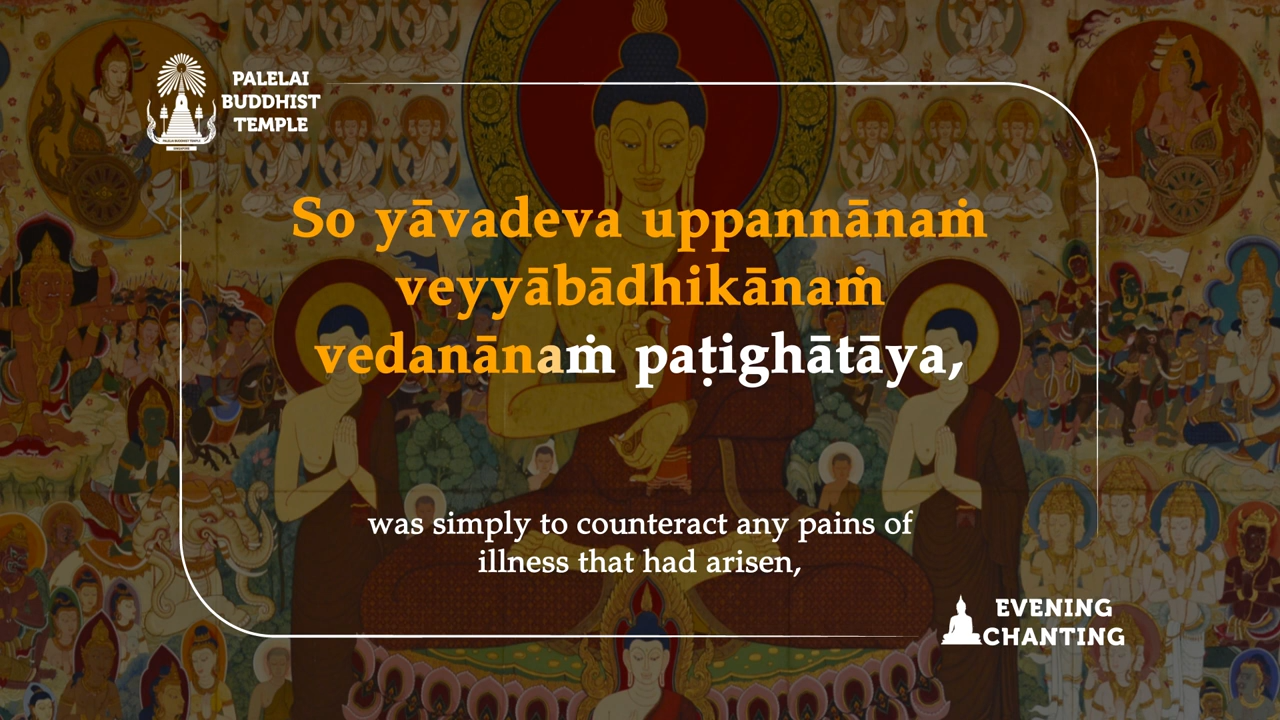 PALELAI
BUDDHIST
TEMPLE
So yāvadeva uppannānaṁ
veyyābādhikānaṁ
vedanānaṁ paṭighātāya,
was simply to counteract any pains of
illness that had arisen,
EVENING
CHANTING